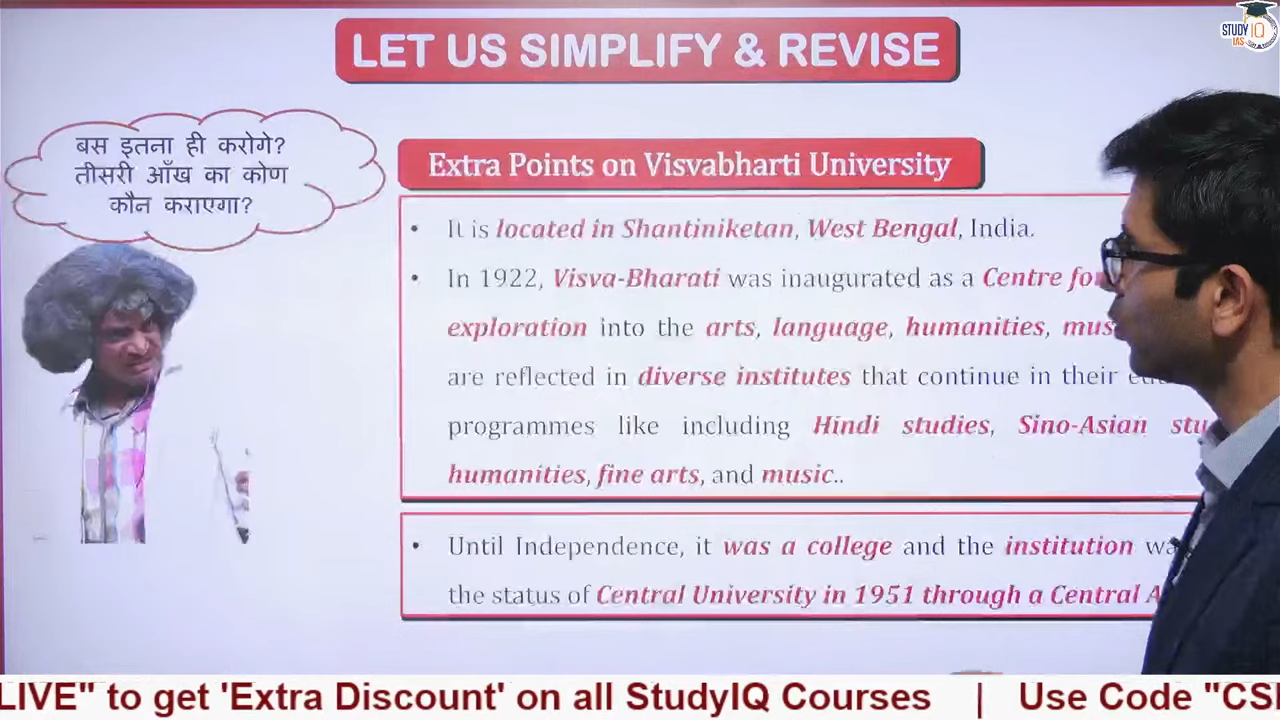 STUDY IQ
IAS
LET US SIMPLIFY & REVISE
बस इतना ही करोगे?
तीसरी आँख का कोण
कौन कराएगा?
Extra Points on Visvabharti University
• It is located in Shantiniketan, West Bengal, India.
• In 1922, Visva-Bharati was inaugurated as a Centre for
exploration into the arts, language, humanities,
are reflected in diverse institutes that continue in their
programmes like including Hindi studies, Sino-Asian
humanities, fine arts, and music..
• Until Independence, it was a college and the institution
the status of Central University in 1951 through a Central
LIVE" to get 'Extra Discount' on all StudyIQ Courses | Use Code "CSI